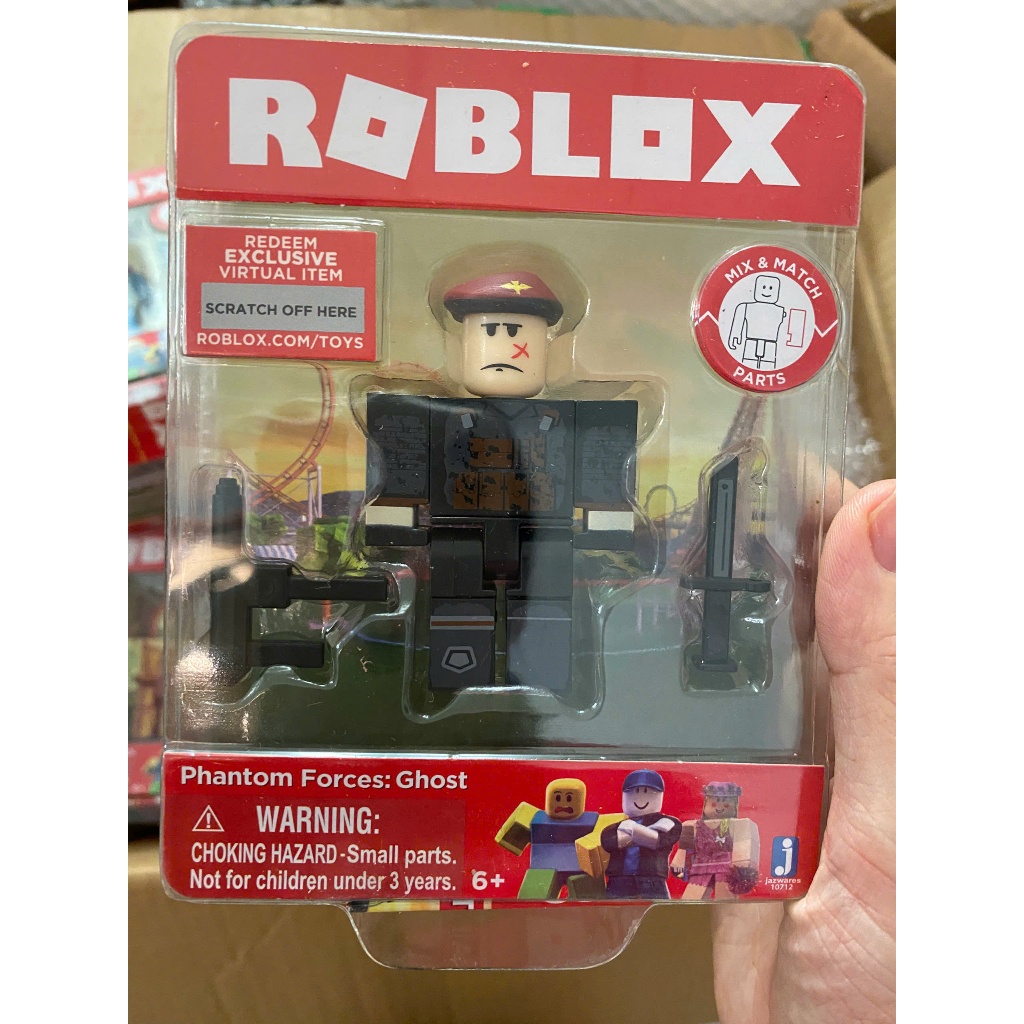 ROBLOX
REDEEM
EXCLUSIVE
VIRTUAL ITEM
SCRATCH OFF HERE
ROBLOX.COM/TOYS
MIX & MATCH
PARTS
Phantom Forces: Ghost
WARNING:
CHOKING HAZARD-Small parts.
Not for children under 3 years. 6+
j
jazwares
10712